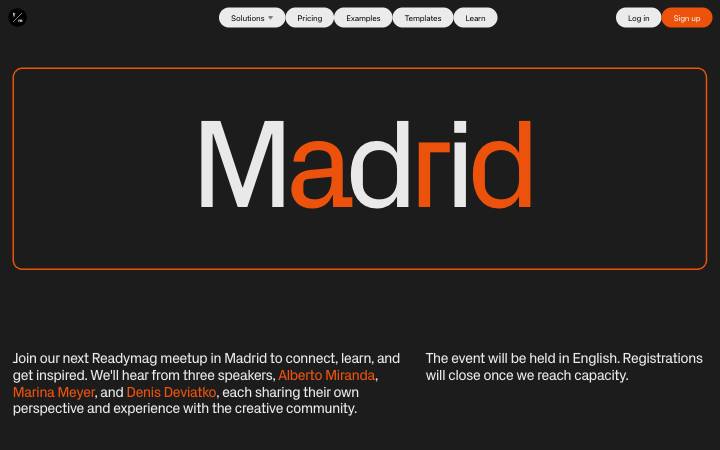 Solutions
Pricing
Examples
Templates
Learn
Log in
Sign up
Madrid
Join our next Readymag meetup in Madrid to connect, learn, and
get inspired. We'll hear from three speakers, Alberto Miranda,
Marina Meyer, and Denis Deviatko, each sharing their own
perspective and experience with the creative community.
The event will be held in English. Registrations
will close once we reach capacity.